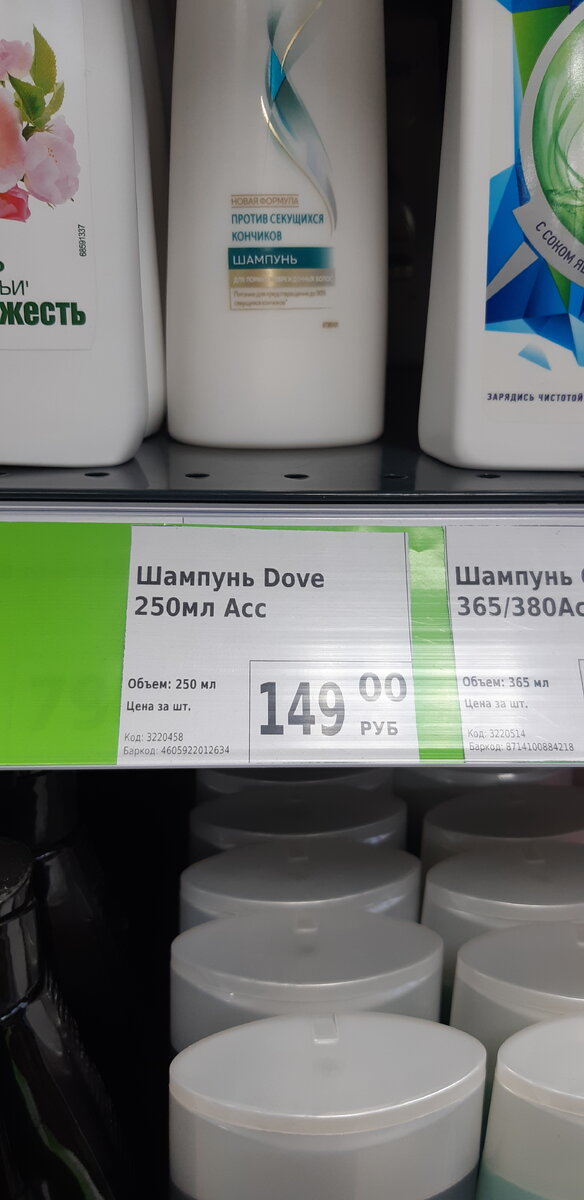 НОВАЯ ФОРМУЛА
ПРОТИВ СЕКУЩИХСЯ
КОНЧИКОВ
ШАМПУНЬ
68591337
ЬИ'
жесть
С СОКОМ
ЗАРЯДИСЬ ЧИСТОТОЙ
Шампунь Dove
250мл Асс
Объем: 250 мл
Цена за шт.
149 00
РУБ
Код: 3220458
Баркод: 4605922012634
Шампунь
365/380Ас
Объем: 365 мл
Цена за шт.
Код: 3220514
Баркод: 8714100884218